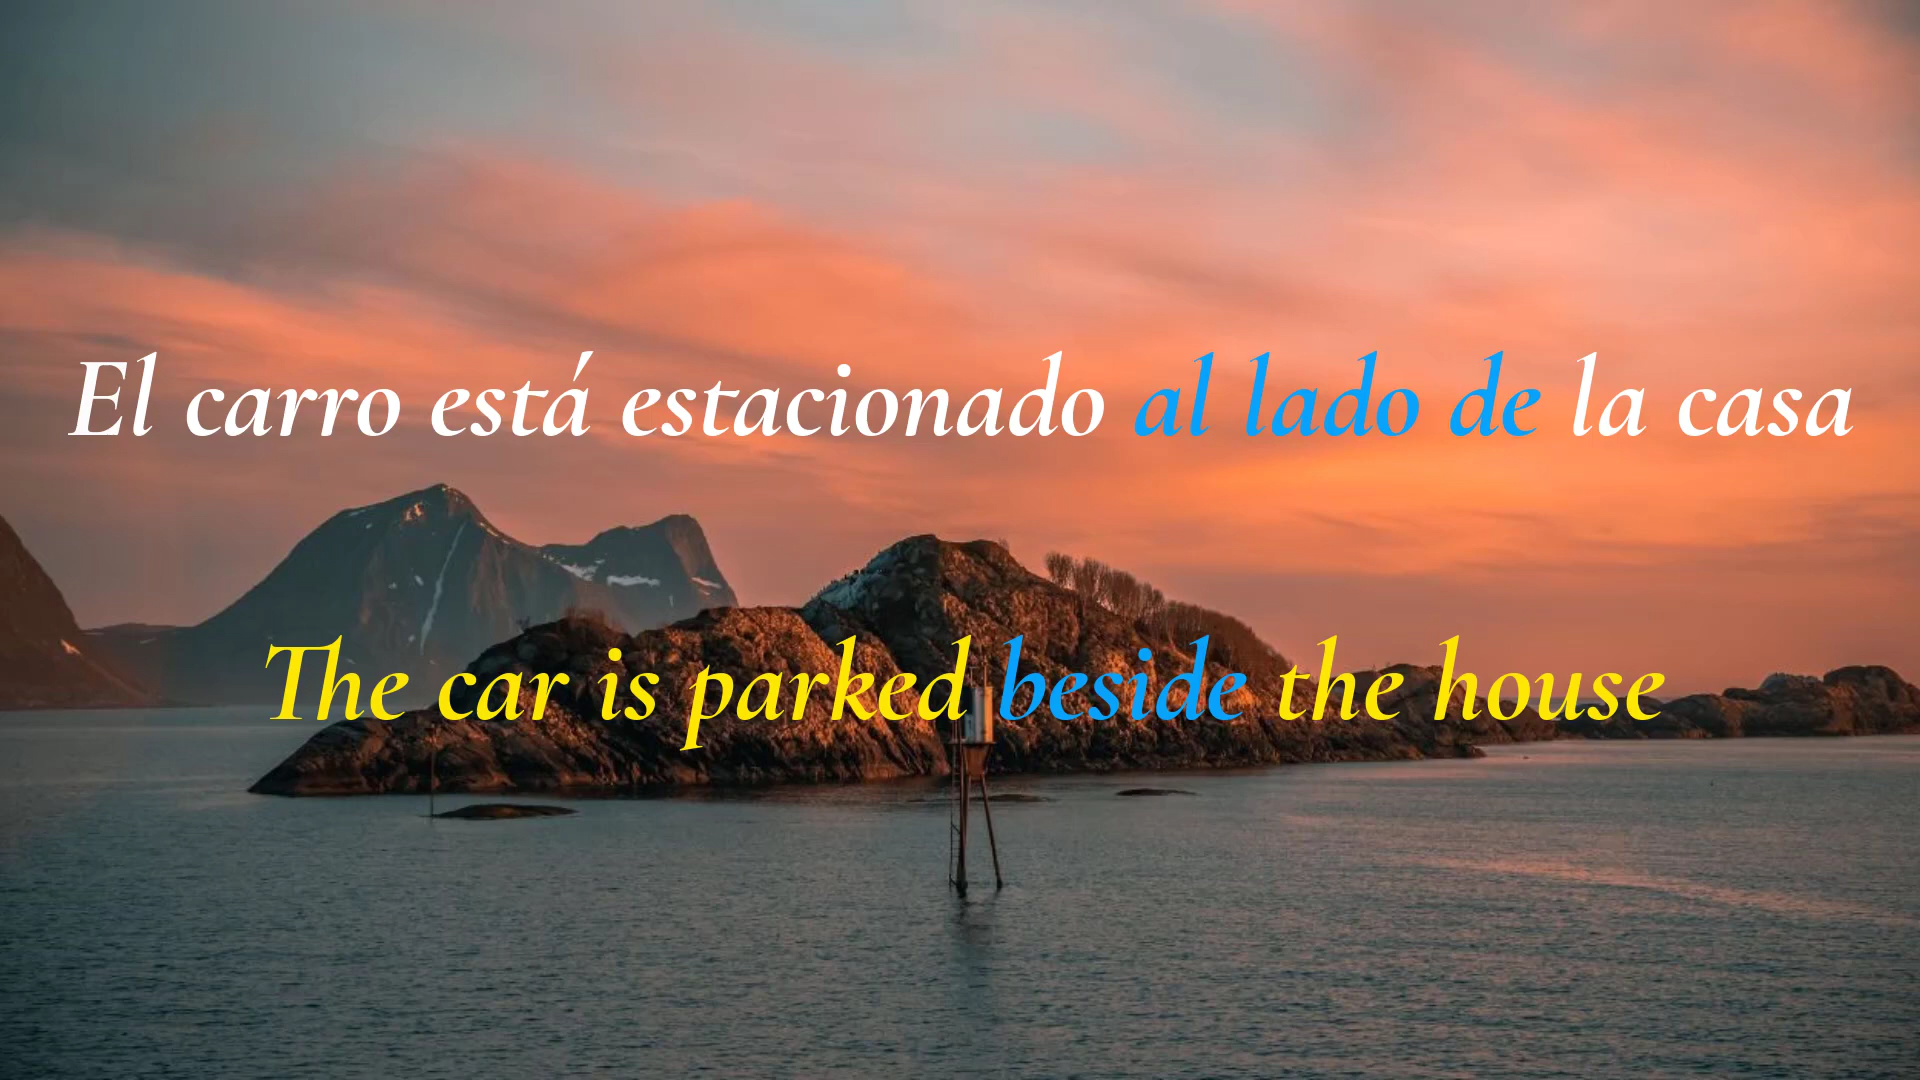 El carro está estacionado al lado de la casa
The car is parked beside the house